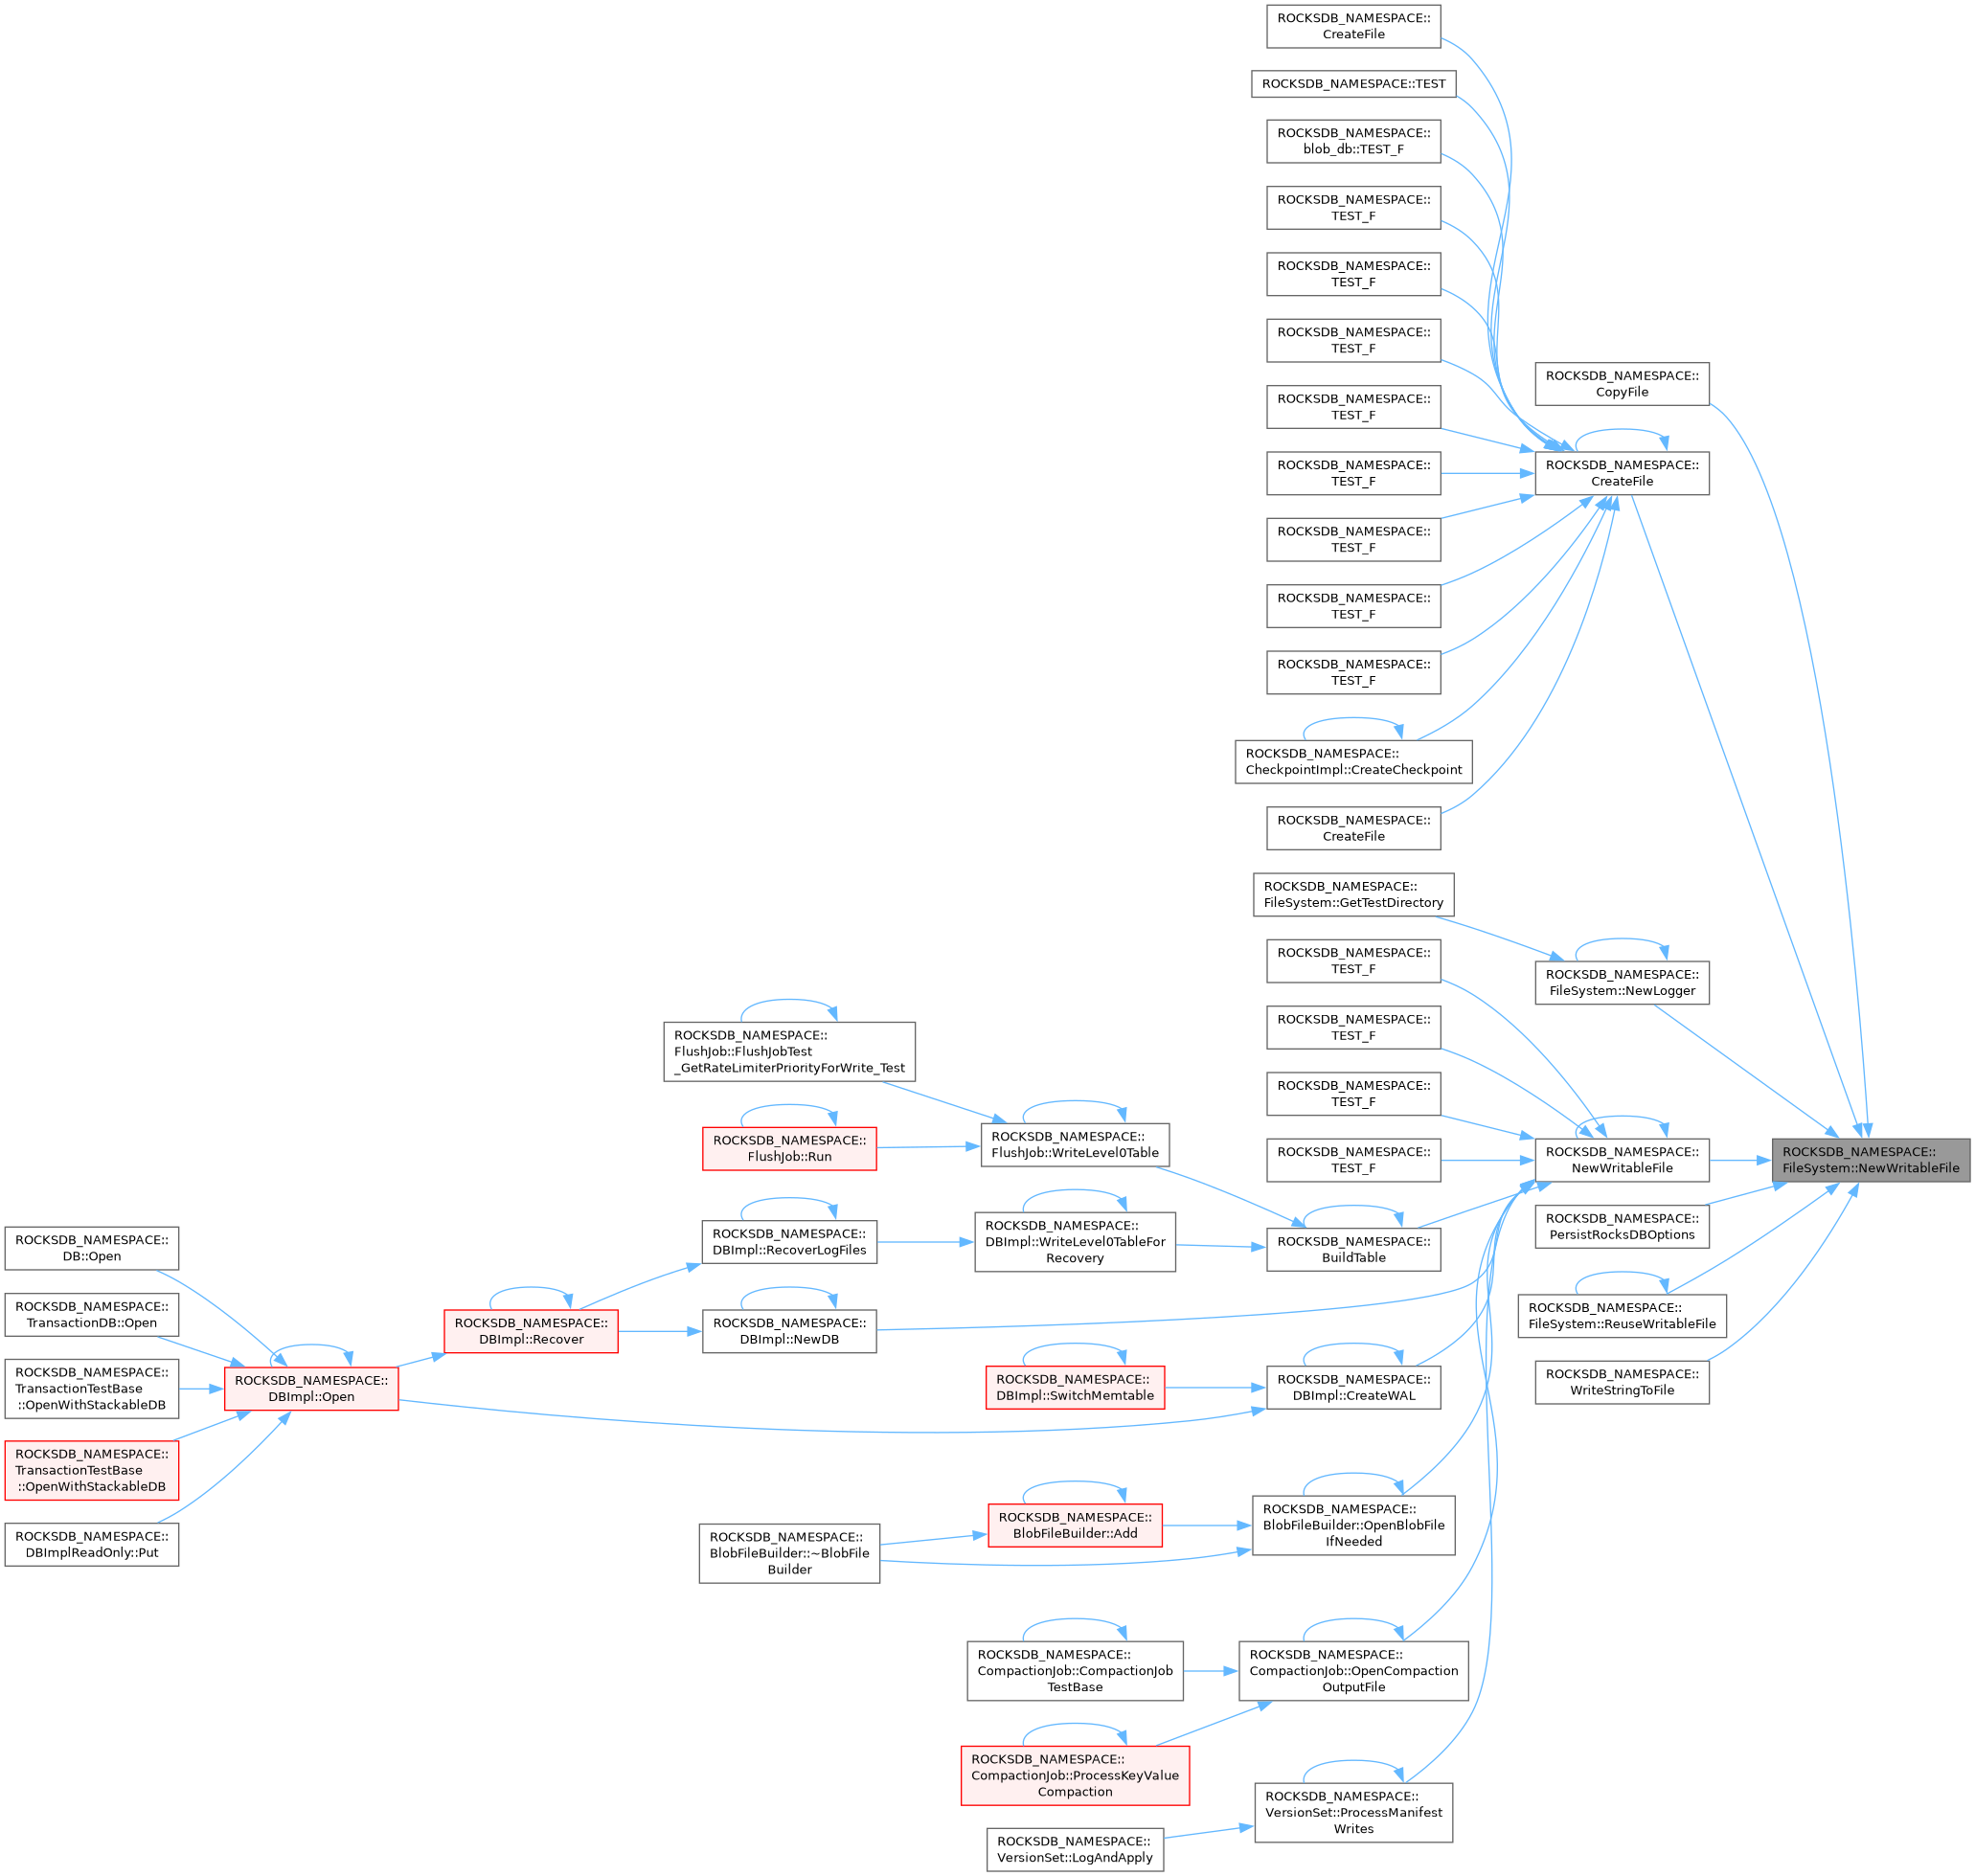 ROCKSDB_NAMESPACE::
CreateFile
ROCKSDB_NAMESPACE::TEST
ROCKSDB_NAMESPACE::
blob_db::TEST_F
ROCKSDB_NAMESPACE::
TEST_F
ROCKSDB_NAMESPACE::
TEST_F
ROCKSDB_NAMESPACE::
TEST_F
ROCKSDB_NAMESPACE::
TEST_F
ROCKSDB_NAMESPACE::
TEST_F
ROCKSDB_NAMESPACE::
TEST_F
ROCKSDB_NAMESPACE::
TEST_F
ROCKSDB_NAMESPACE::
TEST_F
ROCKSDB_NAMESPACE::
CheckpointImpl::CreateCheckpoint
ROCKSDB_NAMESPACE::
CreateFile
ROCKSDB_NAMESPACE::
CopyFile
ROCKSDB_NAMESPACE::
CreateFile
ROCKSDB_NAMESPACE::
FileSystem::GetTestDirectory
ROCKSDB_NAMESPACE::
FileSystem::NewLogger
ROCKSDB_NAMESPACE::
TEST_F
ROCKSDB_NAMESPACE::
TEST_F
ROCKSDB_NAMESPACE::
TEST_F
ROCKSDB_NAMESPACE::
TEST_F
ROCKSDB_NAMESPACE::
NewWritableFile
ROCKSDB_NAMESPACE::
FileSystem::NewWritableFile
ROCKSDB_NAMESPACE::
PersistRocksDBOptions
ROCKSDB_NAMESPACE::
FileSystem::ReuseWritableFile
ROCKSDB_NAMESPACE::
WriteStringToFile
ROCKSDB_NAMESPACE::
FlushJob::FlushJobTest
_GetRateLimiterPriorityForWrite_Test
ROCKSDB_NAMESPACE::
FlushJob::Run
ROCKSDB_NAMESPACE::
FlushJob::WriteLevel0Table
ROCKSDB_NAMESPACE::
DBImpl::RecoverLogFiles
ROCKSDB_NAMESPACE::
DBImpl::WriteLevel0TableFor
Recovery
ROCKSDB_NAMESPACE::
BuildTable
ROCKSDB_NAMESPACE::
DB::Open
ROCKSDB_NAMESPACE::
TransactionDB::Open
ROCKSDB_NAMESPACE::
TransactionTestBase
::OpenWithStackableDB
ROCKSDB_NAMESPACE::
TransactionTestBase
::OpenWithStackableDB
ROCKSDB_NAMESPACE::
DBImplReadOnly::Put
ROCKSDB_NAMESPACE::
DBImpl::Open
ROCKSDB_NAMESPACE::
DBImpl::Recover
ROCKSDB_NAMESPACE::
DBImpl::NewDB
ROCKSDB_NAMESPACE::
DBImpl::SwitchMemtable
ROCKSDB_NAMESPACE::
DBImpl::CreateWAL
ROCKSDB_NAMESPACE::
BlobFileBuilder::~BlobFile
Builder
ROCKSDB_NAMESPACE::
BlobFileBuilder::Add
ROCKSDB_NAMESPACE::
BlobFileBuilder::OpenBlobFile
IfNeeded
ROCKSDB_NAMESPACE::
CompactionJob::CompactionJob
TestBase
ROCKSDB_NAMESPACE::
CompactionJob::OpenCompaction
OutputFile
ROCKSDB_NAMESPACE::
CompactionJob::ProcessKeyValue
Compaction
ROCKSDB_NAMESPACE::
VersionSet::ProcessManifest
Writes
ROCKSDB_NAMESPACE::
VersionSet::LogAndApply